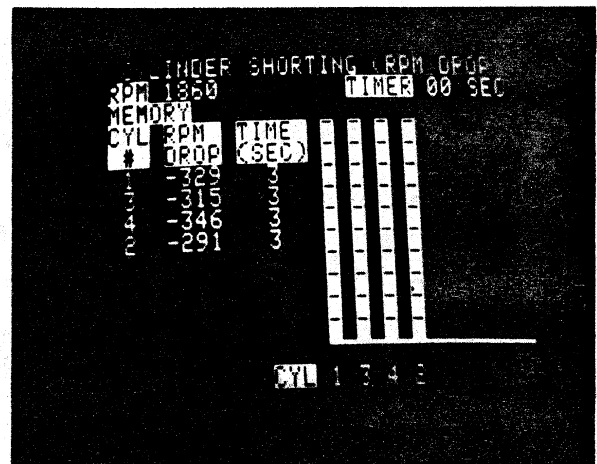 LINDER SHORTING (RPM DROP
RPM 1860 TIMER 00 SEC
MEMORY
CYL RPM TIME
# DROP (SEC)
1 -329 3
3 -315 3
4 -346 3
2 -291 3
CYL 1 3 4 2